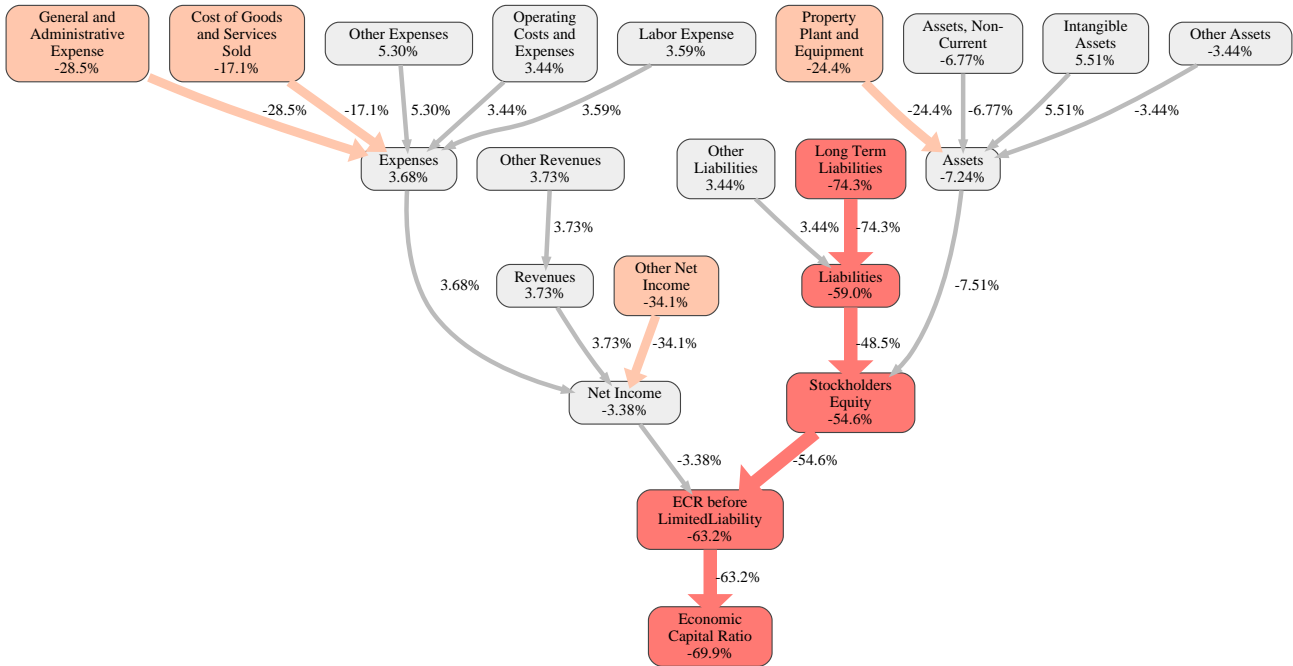 General and
Administrative
Expense
-28.5%
Cost of Goods
and Services
Sold
-17.1%
Other Expenses
5.30%
Operating
Costs and
Expenses
3.44%
Labor Expense
3.59%
Property
Plant and
Equipment
-24.4%
Assets, Non-
Current
-6.77%
Intangible
Assets
5.51%
Other Assets
-3.44%
-28.5%
-17.1%
5.30%
3.44%
3.59%
-24.4%
-6.77%
5.51%
-3.44%
Expenses
3.68%
Other Revenues
3.73%
Other
Liabilities
3.44%
Long Term
Liabilities
-74.3%
Assets
-7.24%
3.73%
3.44%
-74.3%
3.68%
Revenues
3.73%
Other Net
Income
-34.1%
Liabilities
-59.0%
-7.51%
3.73%
-34.1%
-48.5%
Net Income
-3.38%
Stockholders
Equity
-54.6%
-3.38%
-54.6%
ECR before
LimitedLiability
-63.2%
-63.2%
Economic
Capital Ratio
-69.9%